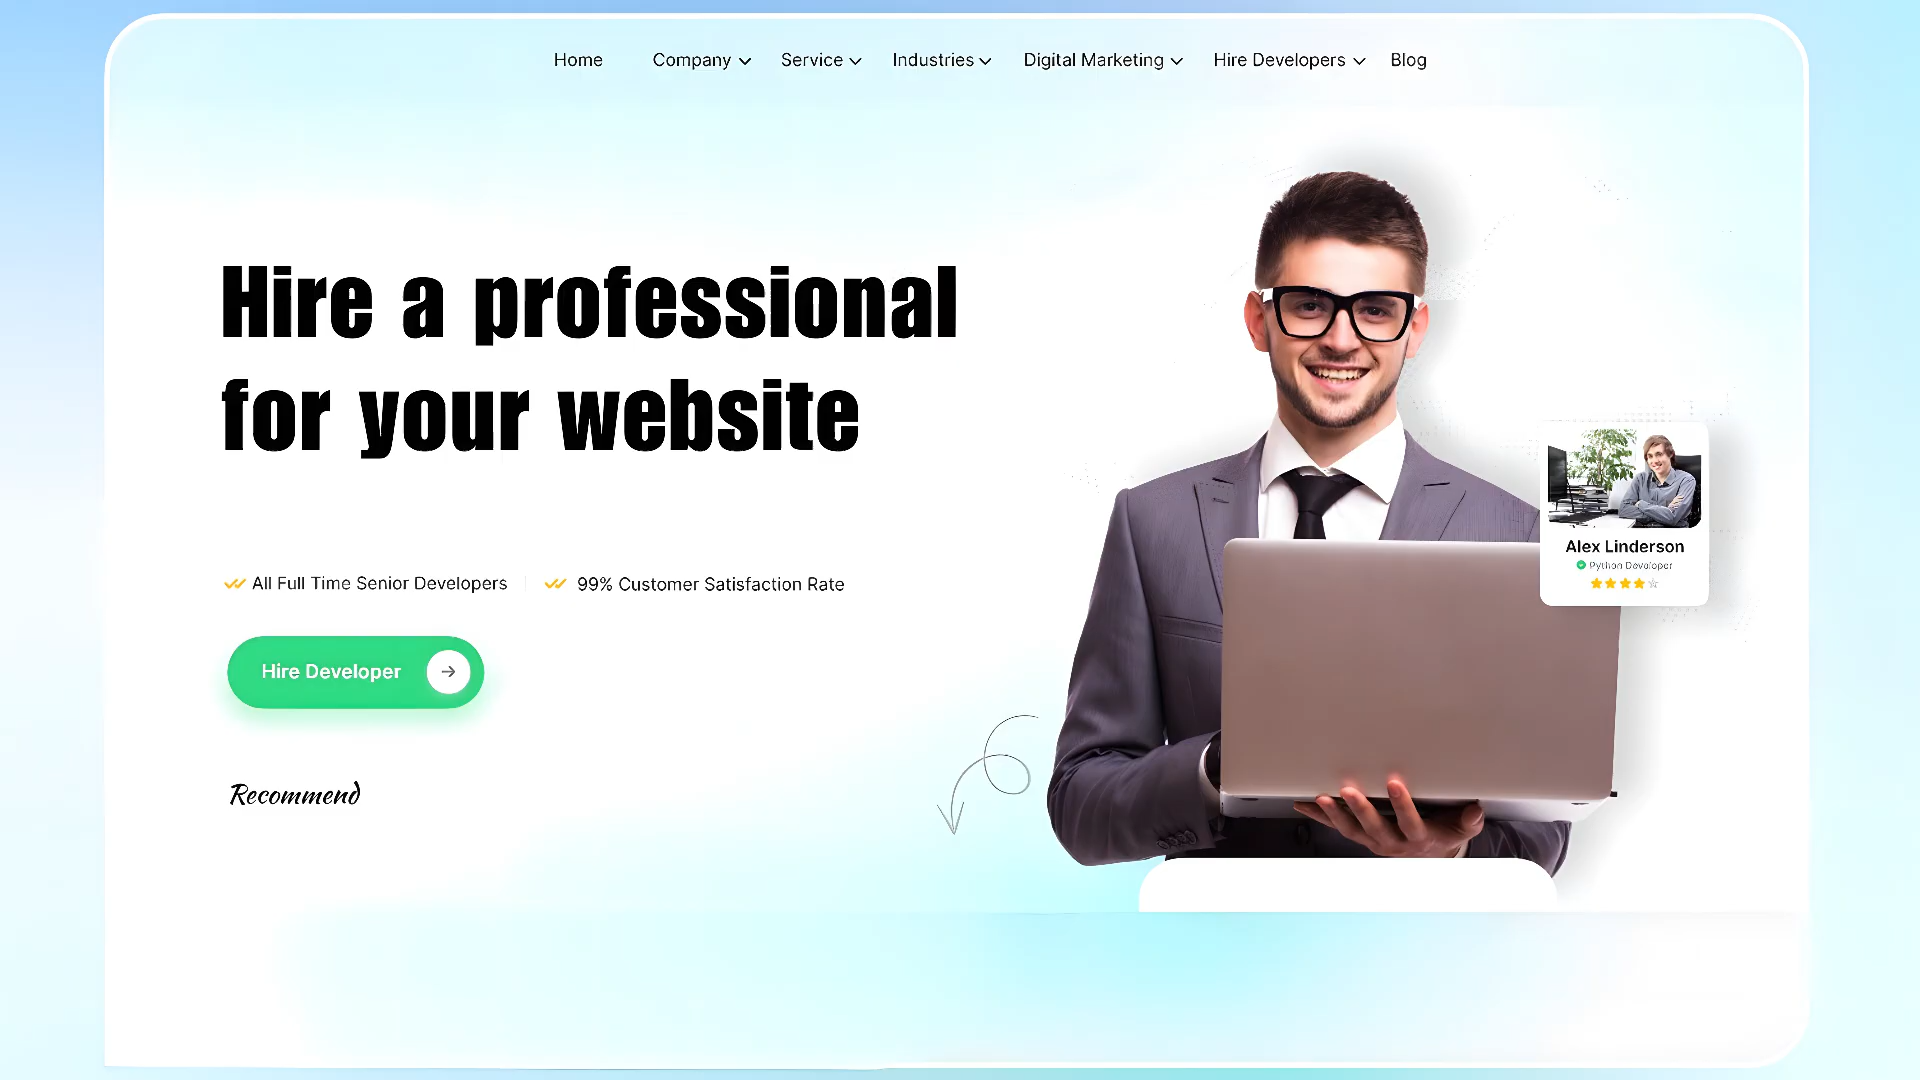 Home Company Service Industries Digital Marketing Hire Developers Blog
Hire a professional
for your website
All Full Time Senior Developers 99% Customer Satisfaction Rate
Hire Developer
Recommend
Alex Linderson
Python Developer